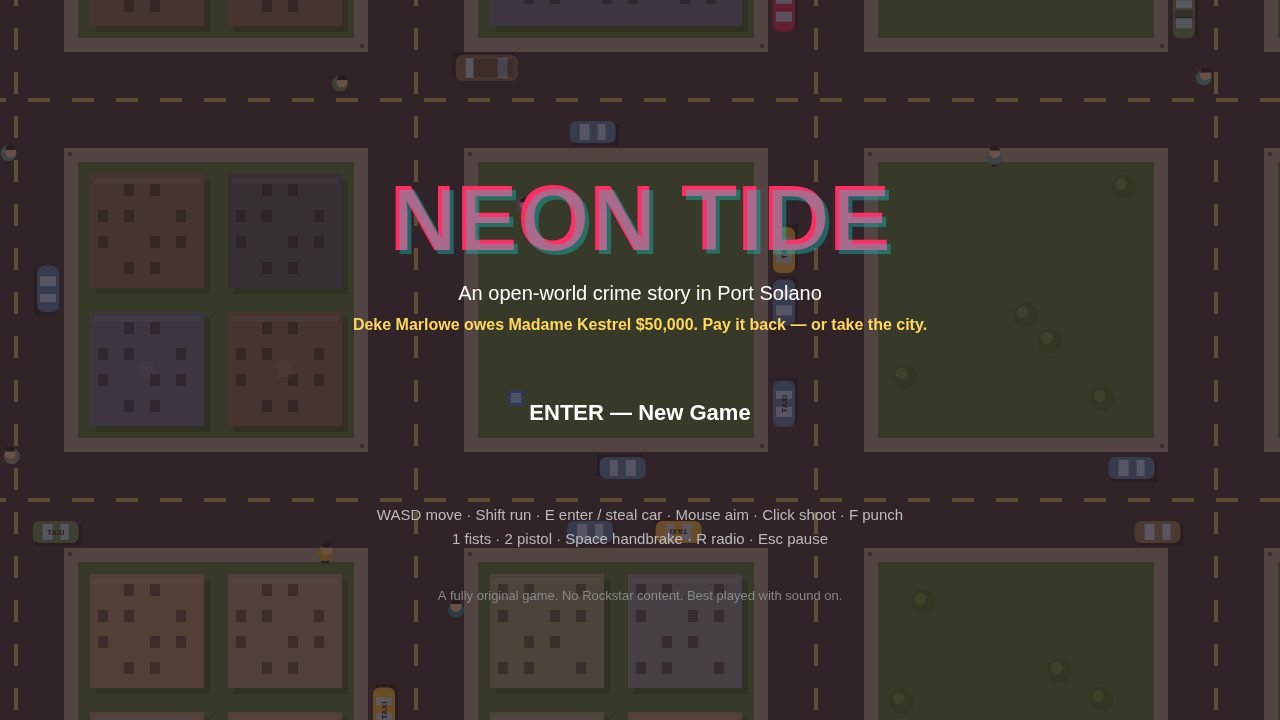 NEON TIDE
An open-world crime story in Port Solano
Deke Marlowe owes Madame Kestrel $50,000. Pay it back — or take the city.
ENTER — New Game
WASD move · Shift run · E enter / steal car · Mouse aim · Click shoot · F punch
1 fists · 2 pistol · Space handbrake · R radio · Esc pause
TAXI
TAXI
A fully original game. No Rockstar content. Best played with sound on.
TAXI